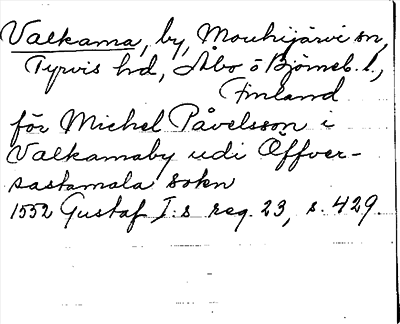 Valkama, by, Mouhijärvi sn,
Tyrvis hd, Åbo o Björneb. l.,
Finland
för Michel Påvelsson i
Valkamaby udi Öffver-
sastamala sokn
1552 Gustaf I:s reg. 23, s. 429.